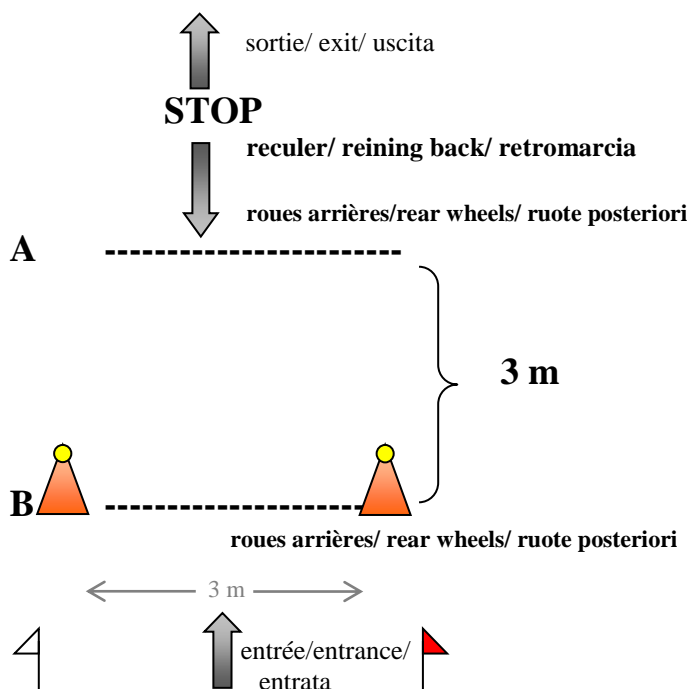 sortie/ exit/ uscita
STOP
reculer/ reining back/ retromarcia
roues arrières/rear wheels/ ruote posteriori
A
3 m
B
roues arrières/ rear wheels/ ruote posteriori
3 m
entrée/entrance/
entrata